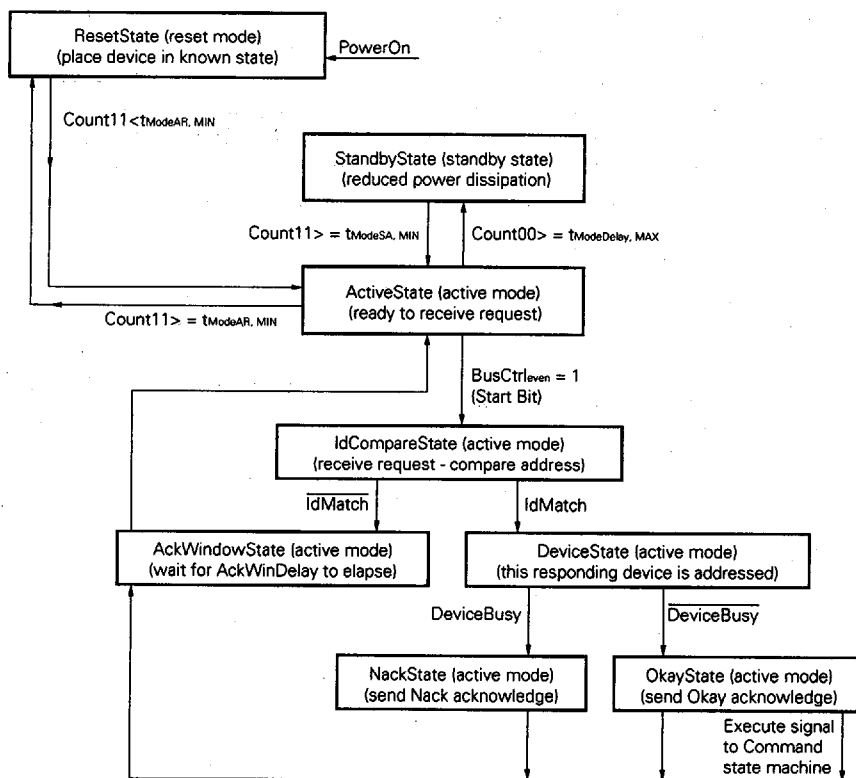 ResetState (reset mode)
(place device in known state)
PowerOn
Count11<tModeAR, MIN
StandbyState (standby state)
(reduced power dissipation)
Count11> = tModeSA, MIN
Count00> = tModeDelay, MAX
ActiveState (active mode)
(ready to receive request)
Count11> = tModeAR, MIN
BusCtrleven = 1
(Start Bit)
IdCompareState (active mode)
(receive request - compare address)
IdMatch
IdMatch
AckWindowState (active mode)
(wait for AckWinDelay to elapse)
DeviceState (active mode)
(this responding device is addressed)
DeviceBusy
DeviceBusy
NackState (active mode)
(send Nack acknowledge)
OkayState (active mode)
(send Okay acknowledge)
Execute signal
to Command
state machine